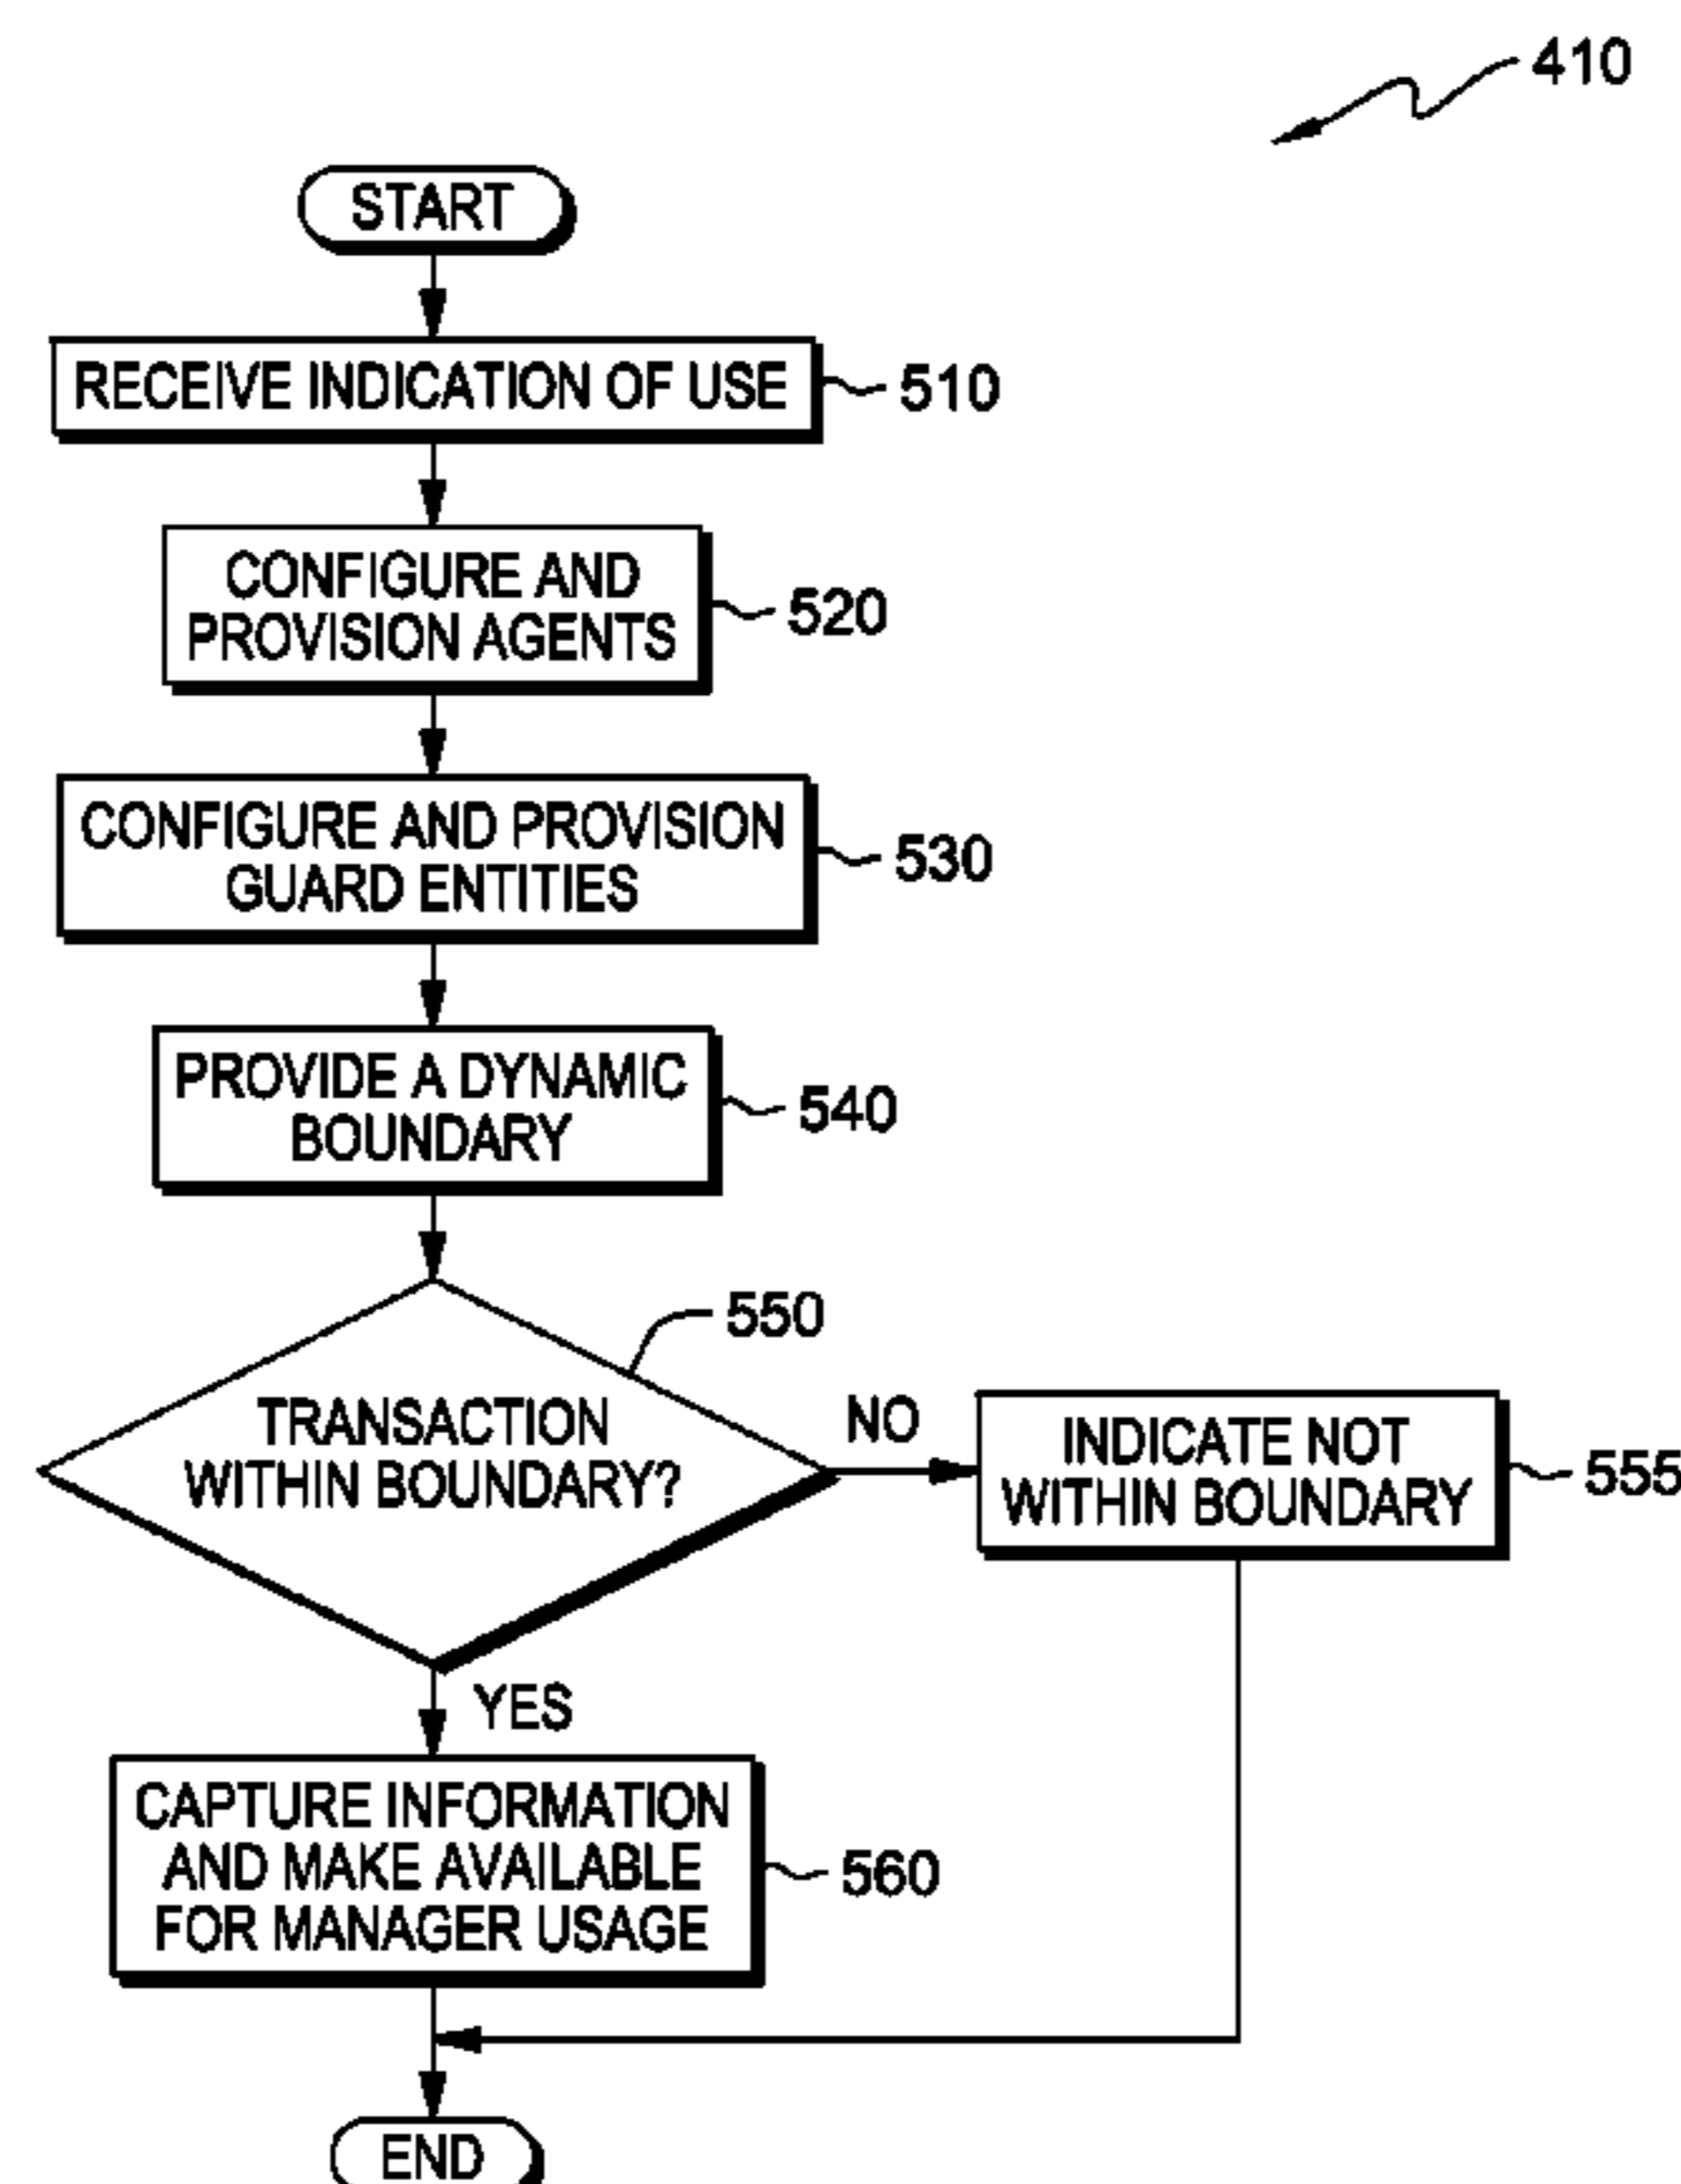 410
START
RECEIVE INDICATION OF USE
510
CONFIGURE AND
PROVISION AGENTS
520
CONFIGURE AND PROVISION
GUARD ENTITIES
530
PROVIDE A DYNAMIC
BOUNDARY
540
550
TRANSACTION
WITHIN BOUNDARY?
NO
INDICATE NOT
WITHIN BOUNDARY
555
YES
CAPTURE INFORMATION
AND MAKE AVAILABLE
FOR MANAGER USAGE
560
END